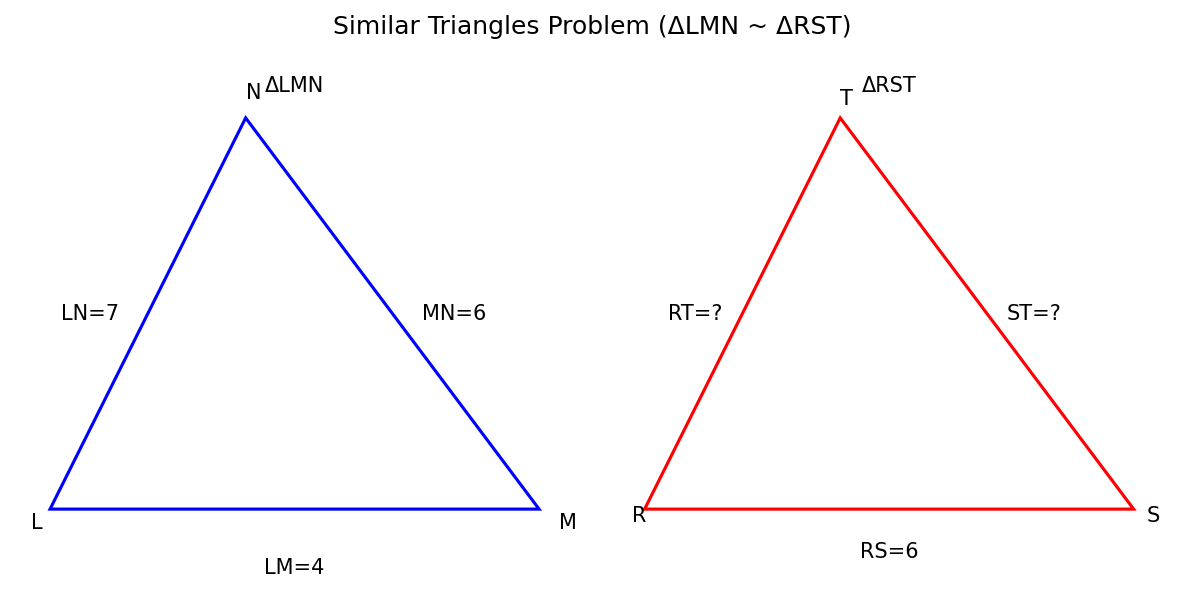 Similar Triangles Problem (ΔLMN ~ ΔRST)
ΔLMN
N
LN=7
MN=6
L
M
LM=4
ΔRST
T
RT=?
ST=?
R
S
RS=6